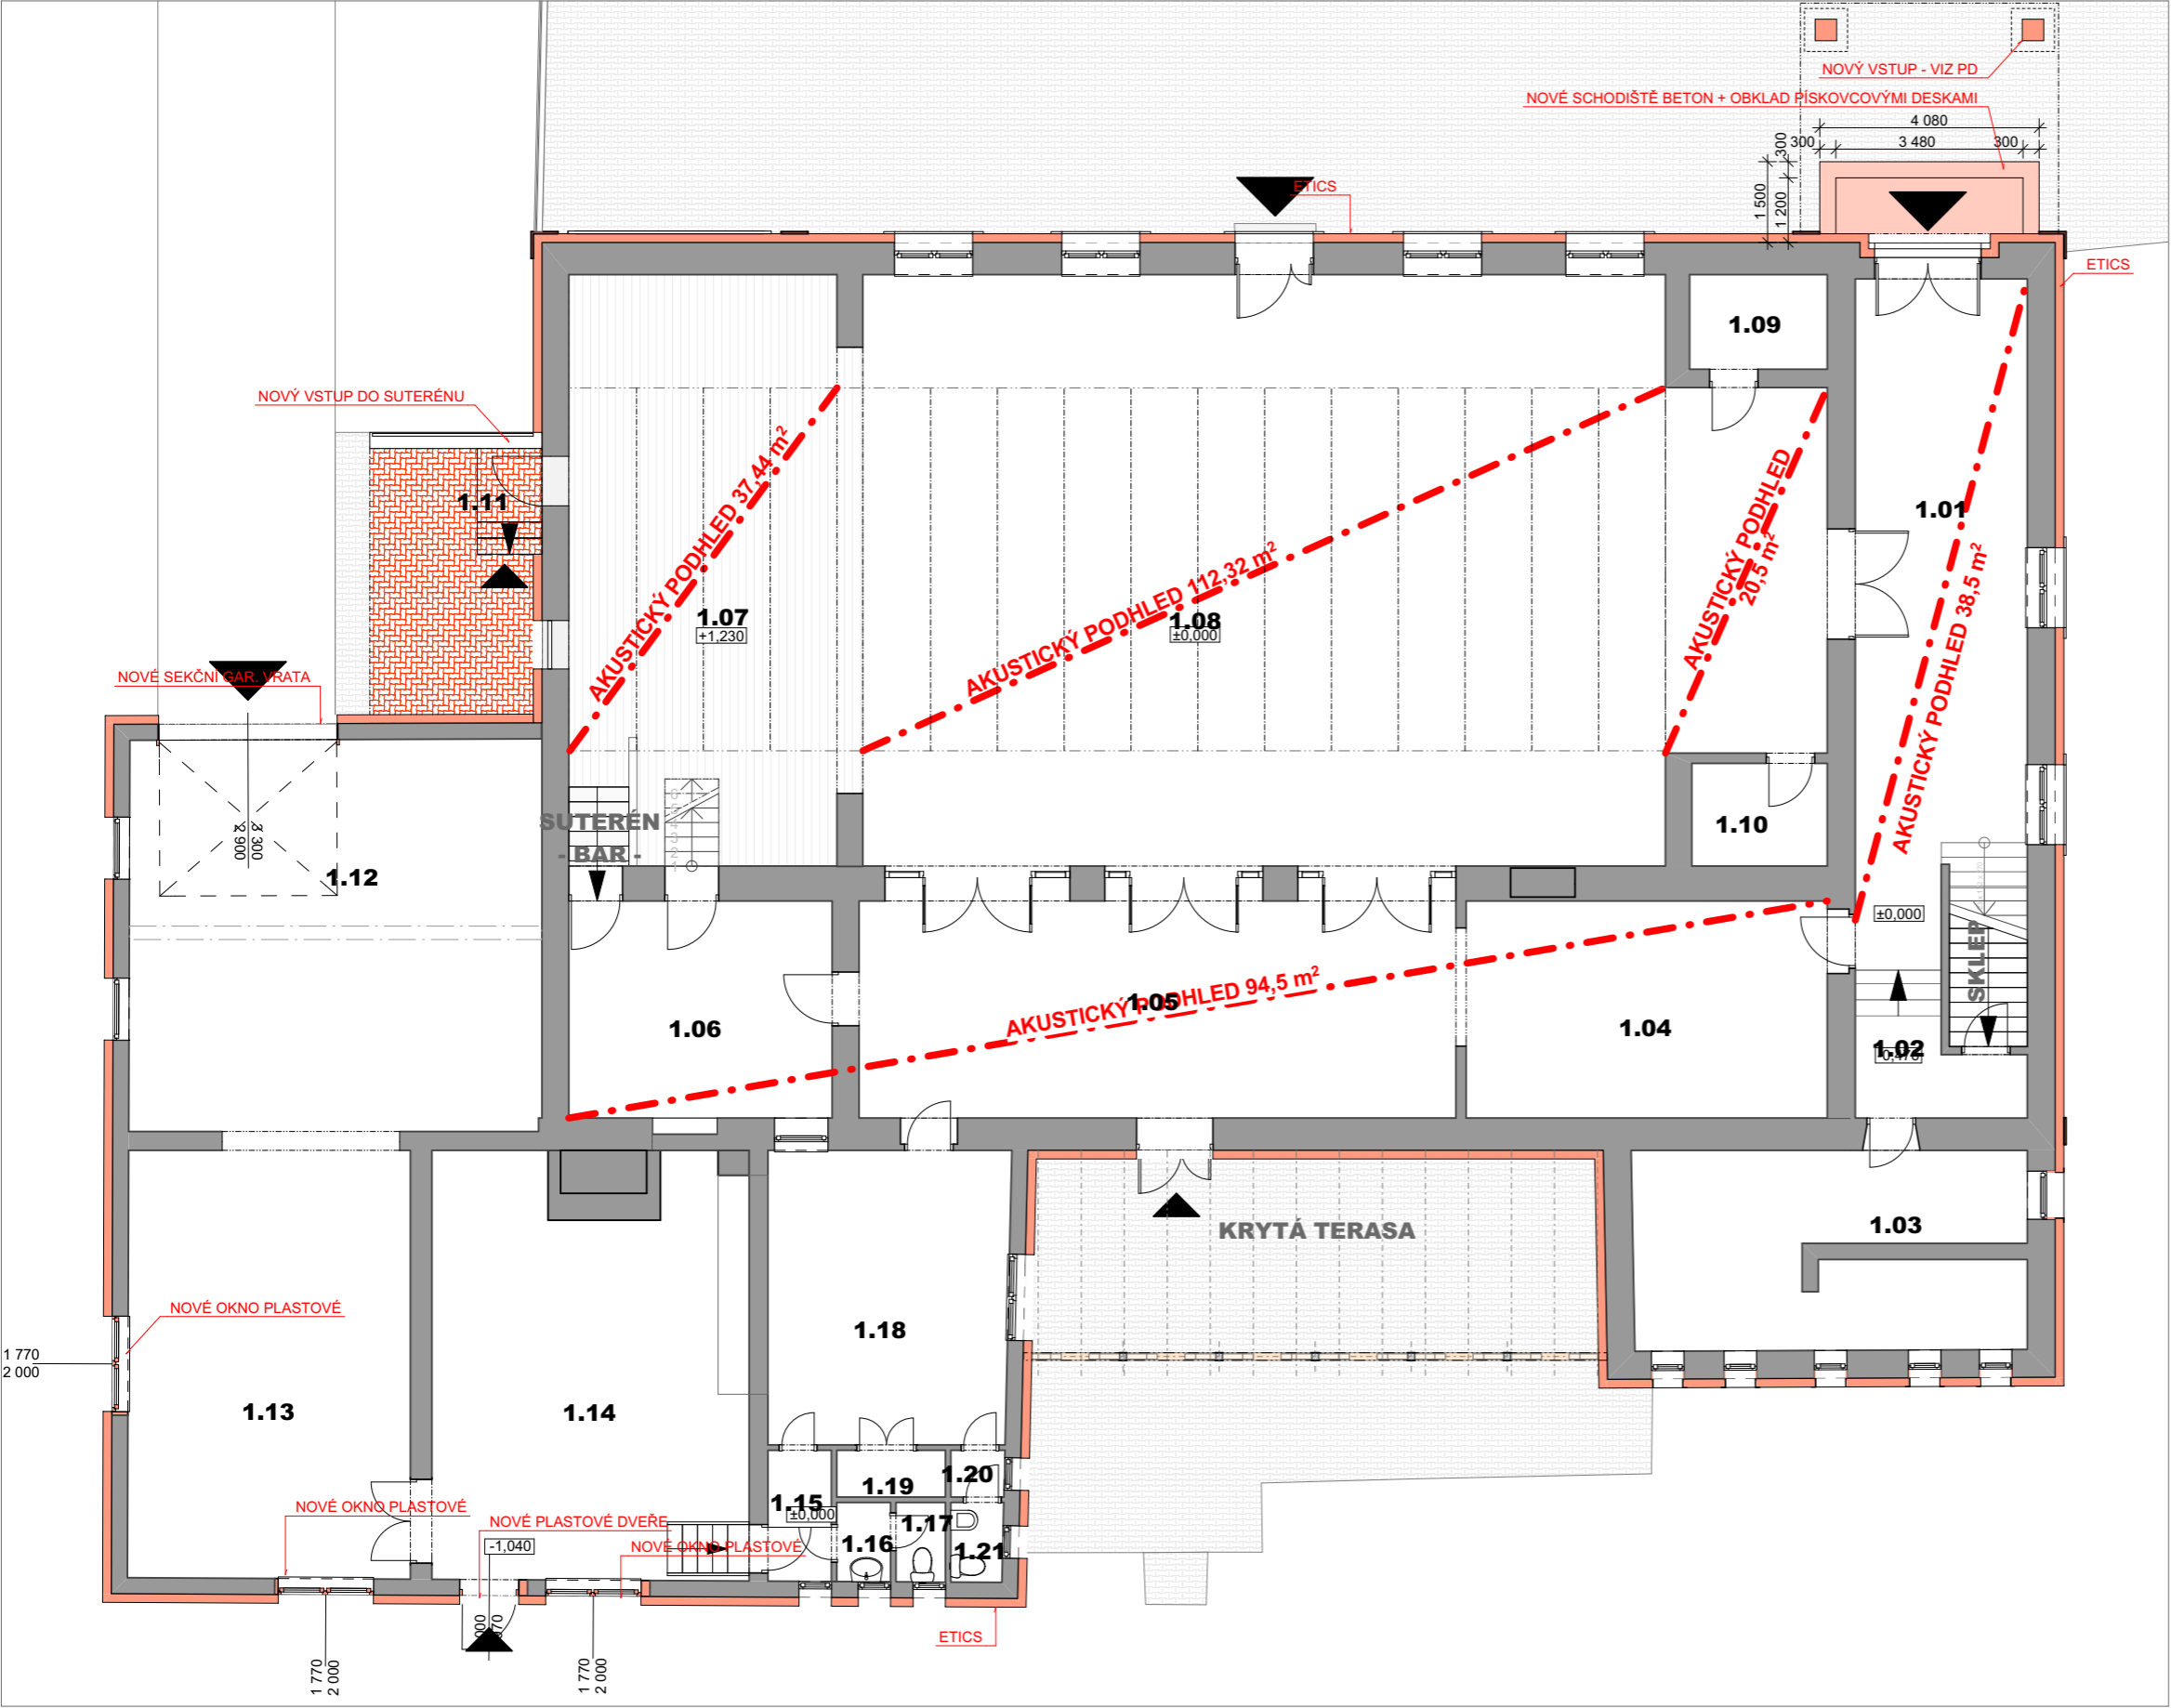 NOVÝ VSTUP - VIZ PD
NOVÉ SCHODIŠTĚ BETON + OBKLAD PÍSKOVCOVÝMI DESKAMI
4 080
300
3 480
300
300
1 500
1 200
ETICS
ETICS
1.09
NOVÝ VSTUP DO SUTERÉNU
1.11
1.01
AKUSTICKÝ PODHLED 37,44 m²
AKUSTICKÝ PODHLED 112,32 m²
AKUSTICKÝ PODHLED
20,5 m²
AKUSTICKÝ PODHLED 38,5 m²
1.07
+1,230
1.08
±0,000
NOVÉ SEKČNÍ GAR. VRATA
3 300
2 900
SUTERÉN
- BAR -
1.10
1.12
±0,000
SKLEP
AKUSTICKÝ PODHLED 94,5 m²
1.05
1.06
1.04
1.02
1.03
KRYTÁ TERASA
NOVÉ OKNO PLASTOVÉ
1.18
1 770
2 000
1.13
1.14
1.20
1.19
NOVÉ OKNO PLASTOVÉ
1.15
±0,000
NOVÉ PLASTOVÉ DVEŘE
1.17
-1,040
NOVÉ OKNO PLASTOVÉ
1.16
1.21
ETICS
1 770
2 000
1 770
2 000